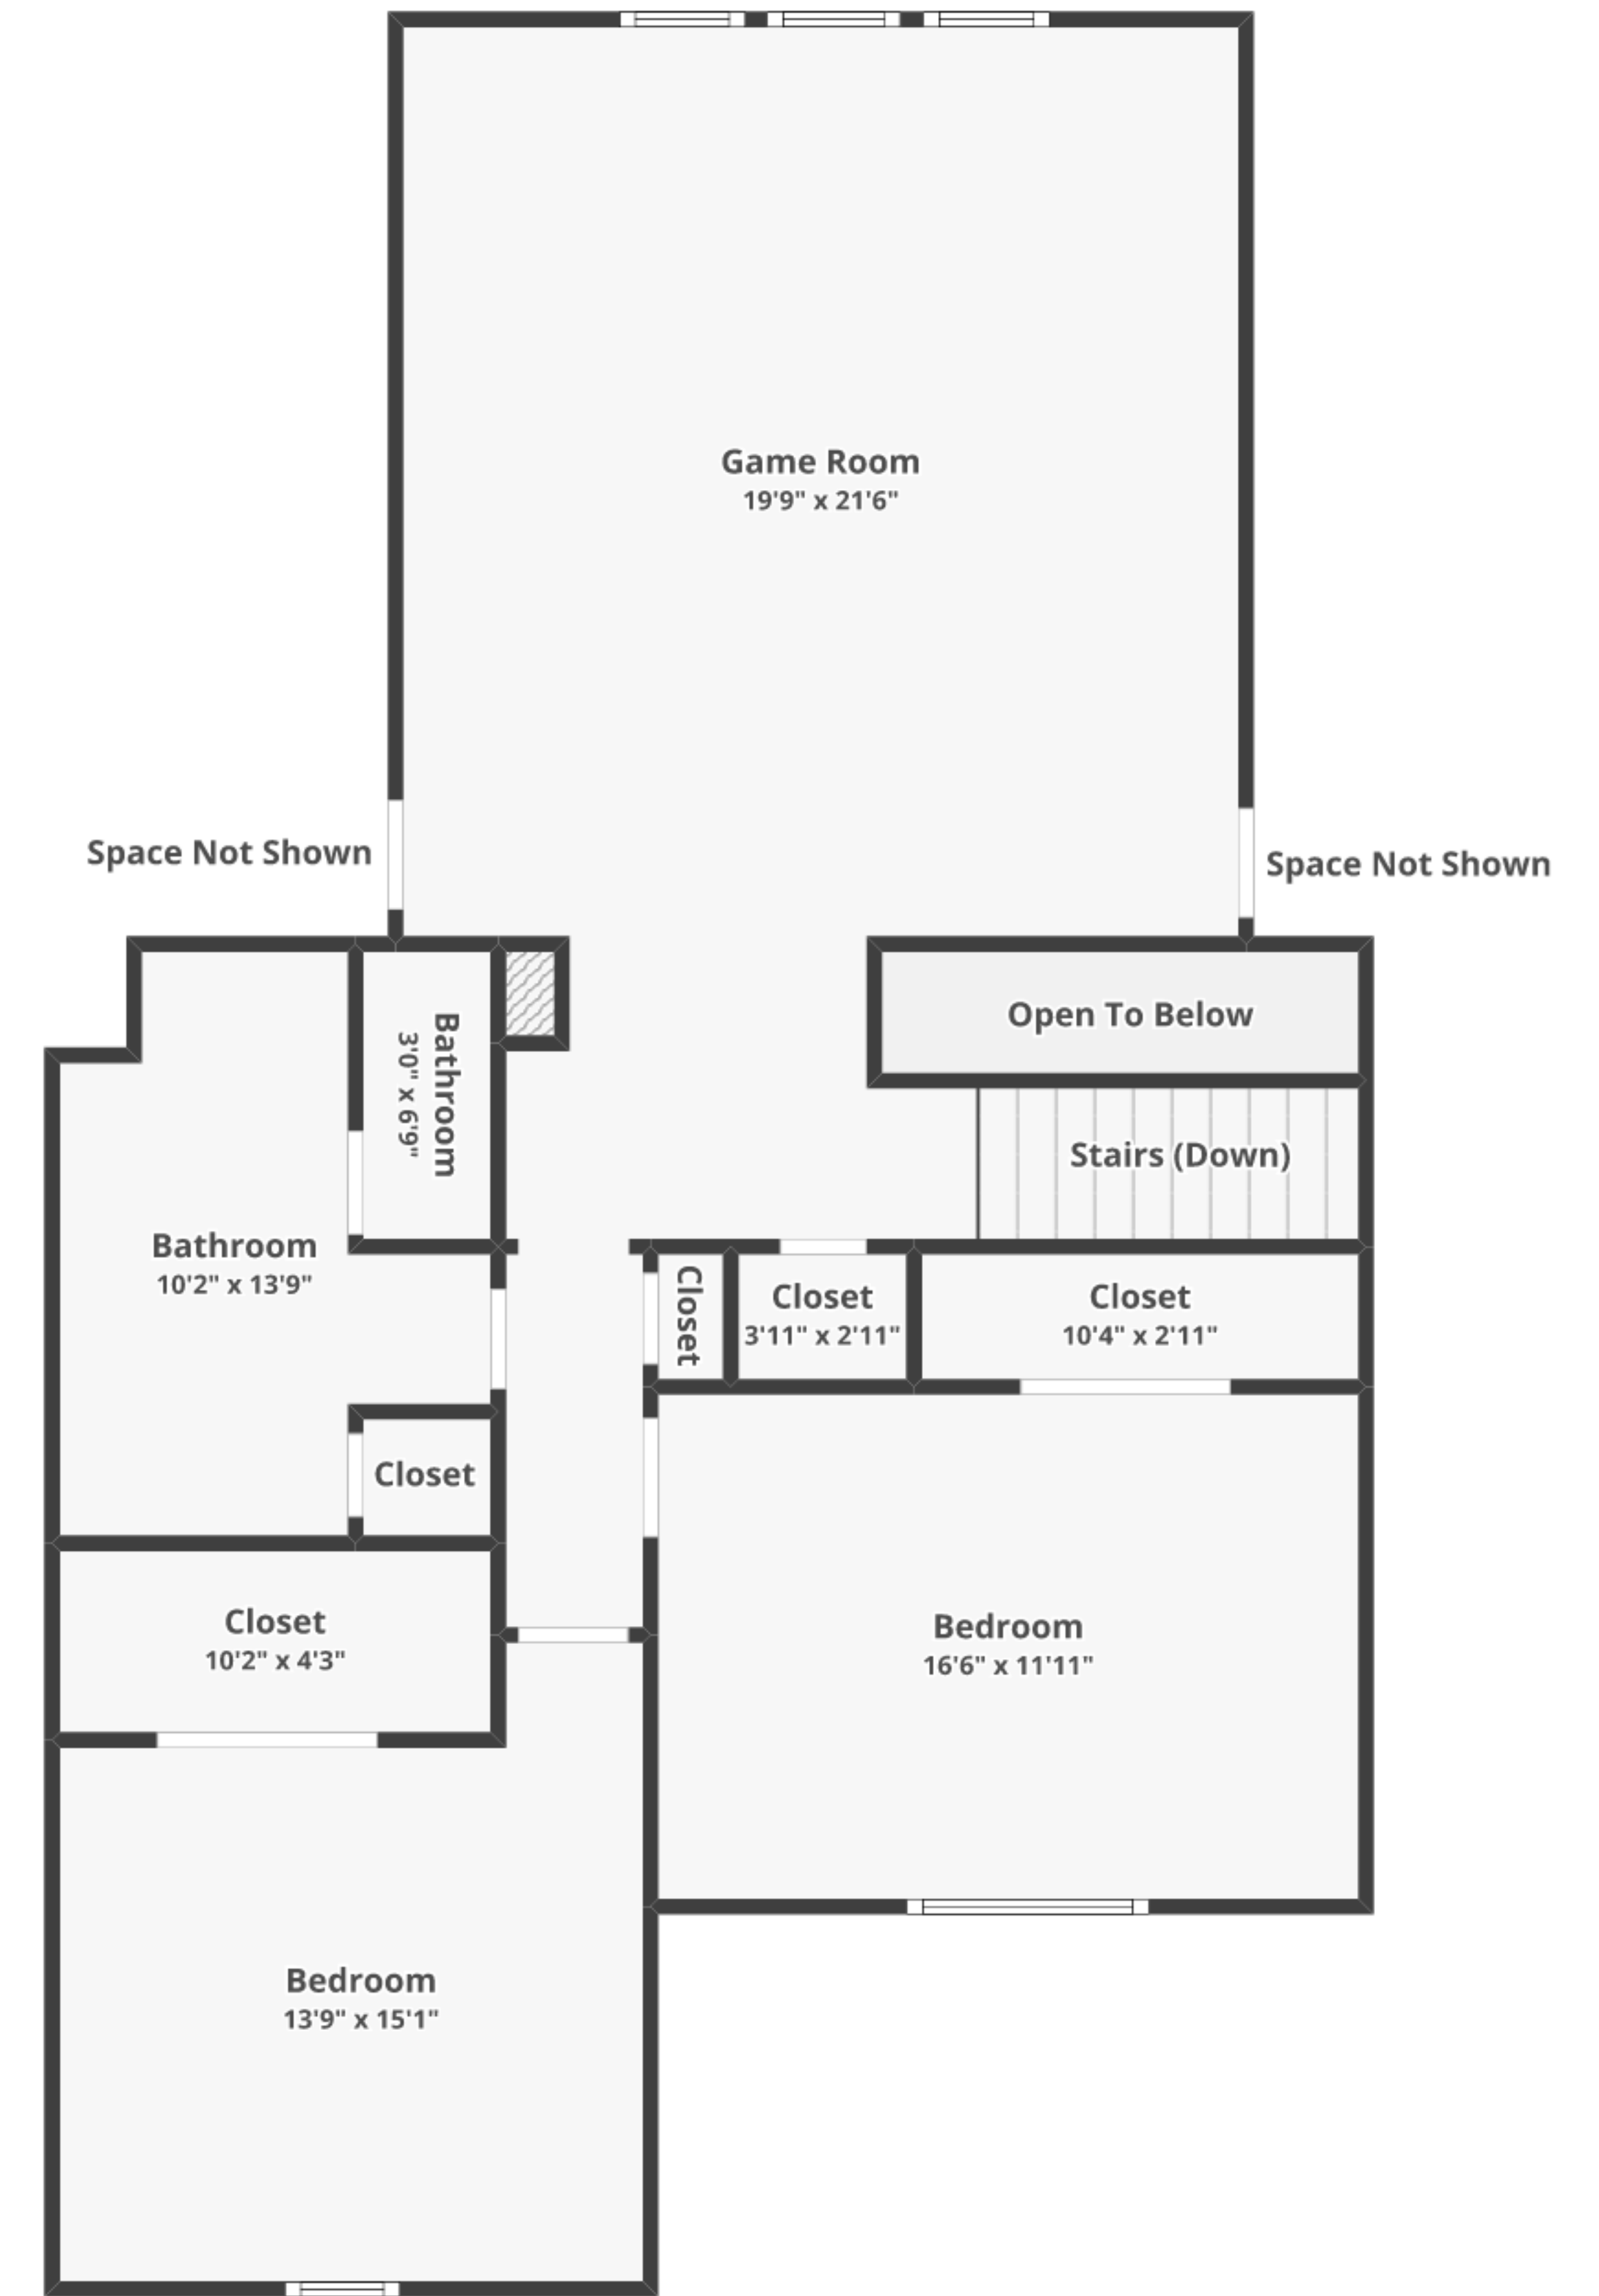 Game Room
19'9" x 21'6"
Space Not Shown
Space Not Shown
Open To Below
Bathroom
3'0" x 6'9"
Stairs (Down)
Bathroom
10'2" x 13'9"
Closet
Closet
3'11" x 2'11"
Closet
10'4" x 2'11"
Closet
Closet
10'2" x 4'3"
Bedroom
16'6" x 11'11"
Bedroom
13'9" x 15'1"